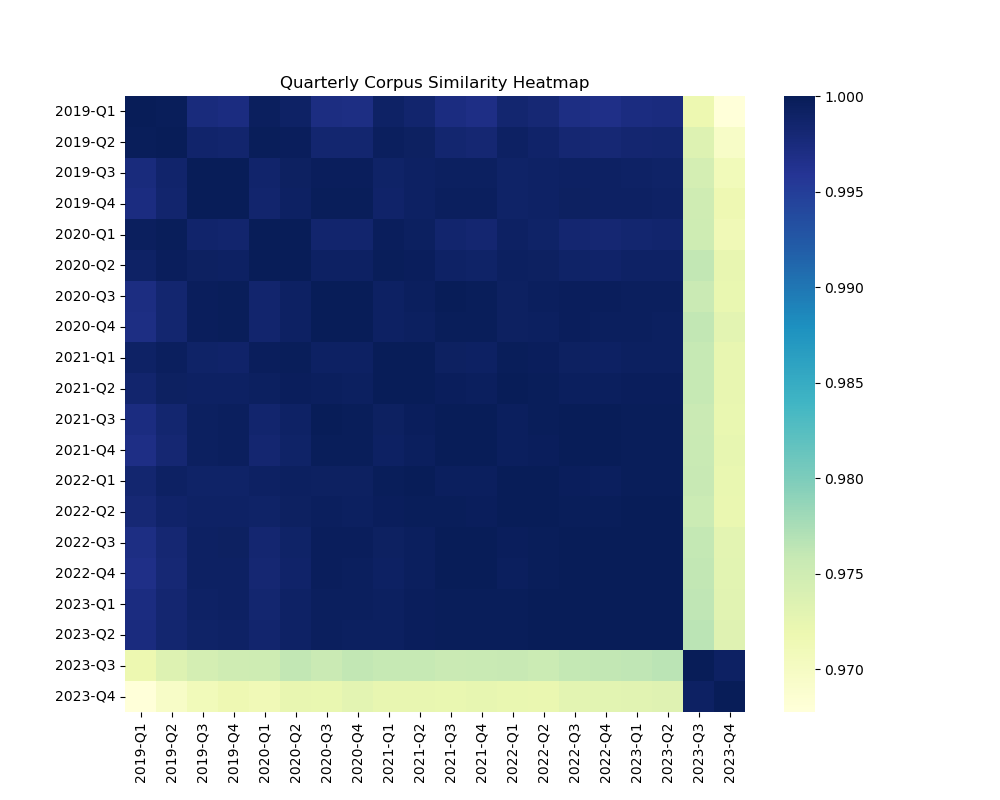 Quarterly Corpus Similarity Heatmap
2019-Q1
2019-Q2
2019-Q3
2019-Q4
2020-Q1
2020-Q2
2020-Q3
2020-Q4
2021-Q1
2021-Q2
2021-Q3
2021-Q4
2022-Q1
2022-Q2
2022-Q3
2022-Q4
2023-Q1
2023-Q2
2023-Q3
2023-Q4
2019-Q1
2019-Q2
2019-Q3
2019-Q4
2020-Q1
2020-Q2
2020-Q3
2020-Q4
2021-Q1
2021-Q2
2021-Q3
2021-Q4
2022-Q1
2022-Q2
2022-Q3
2022-Q4
2023-Q1
2023-Q2
2023-Q3
2023-Q4
1.000
0.995
0.990
0.985
0.980
0.975
0.970